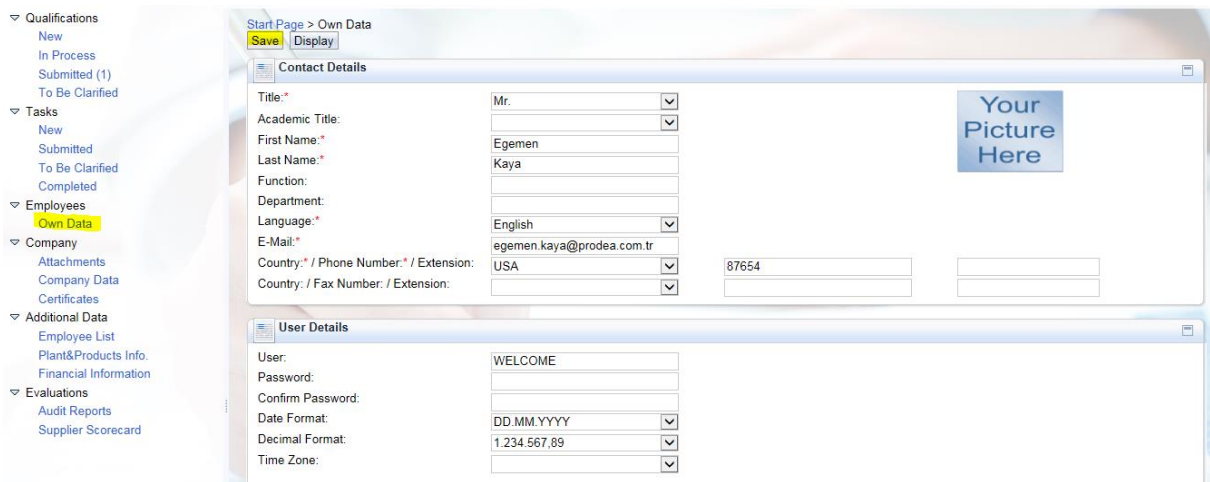 Qualifications
New
In Process
Submitted (1)
To Be Clarified
Tasks
New
Submitted
To Be Clarified
Completed
Employees
Own Data
Company
Attachments
Company Data
Certificates
Additional Data
Employee List
Plant&Products Info.
Financial Information
Evaluations
Audit Reports
Supplier Scorecard
Start Page > Own Data
Save Display
Contact Details
Title:* Mr.
Academic Title:
First Name:* Egemen
Last Name:* Kaya
Function:
Department:
Language:* English
E-Mail:* egemen.kaya@prodea.com.tr
Country:* / Phone Number:* / Extension: USA 87654
Country: / Fax Number: / Extension:
Your
Picture
Here
User Details
User: WELCOME
Password:
Confirm Password:
Date Format: DD.MM.YYYY
Decimal Format: 1.234.567,89
Time Zone: